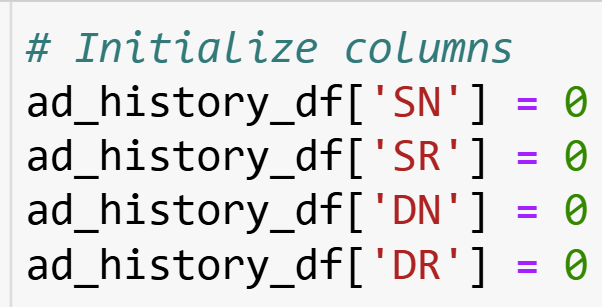 # Initialize columns
ad_history_df['SN'] = 0
ad_history_df['SR'] = 0
ad_history_df['DN'] = 0
ad_history_df['DR'] = 0